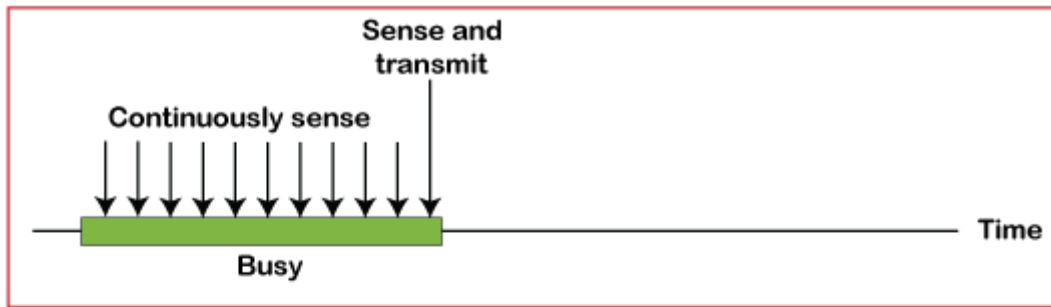 Sense and
transmit
Continuously sense
Time
Busy